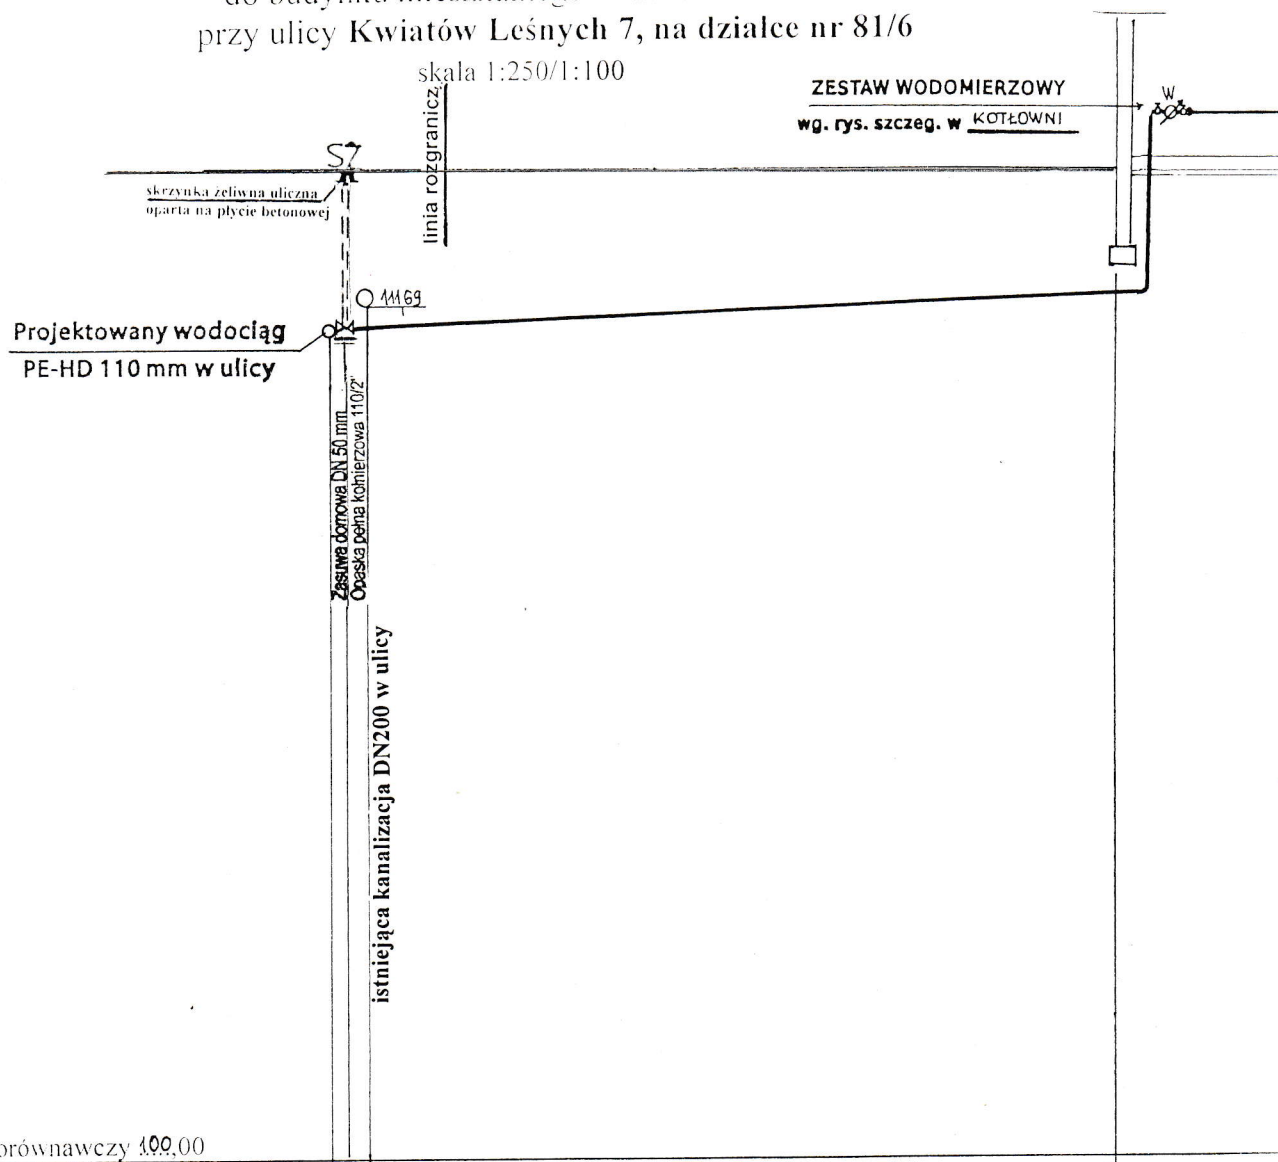 przy ulicy Kwiatów Leśnych 7, na działce nr 81/6
skala 1:250/1:100
linia rozgranicz.
ZESTAW WODOMIERZOWY
wg. rys. szczeg. w KOTŁOWNI
W
SŻ
skrzynka żeliwna uliczna
oparta na płycie betonowej
111 69
Projektowany wodociąg
PE-HD 110 mm w ulicy
Zasuwa domowa DN 50 mm
Opaska pełna kołnierzowa 110/2"
istniejąca kanalizacja DN200 w ulicy
orównawczy 100,00